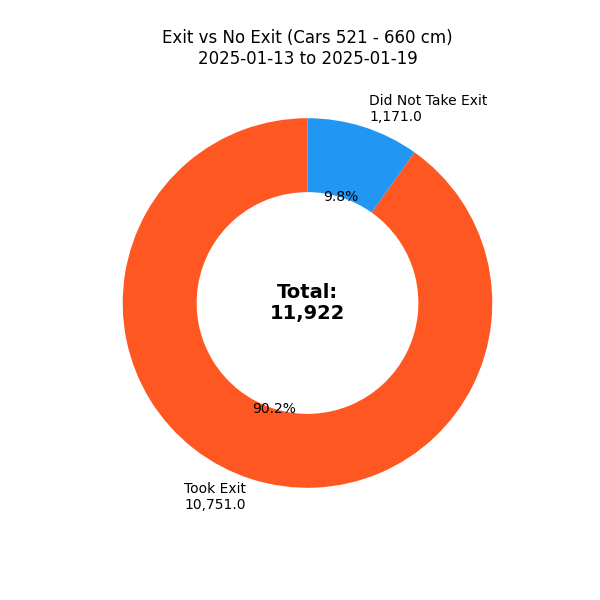 Exit vs No Exit (Cars 521 - 660 cm)
2025-01-13 to 2025-01-19
Did Not Take Exit
1,171.0
9.8%
Total:
11,922
90.2%
Took Exit
10,751.0